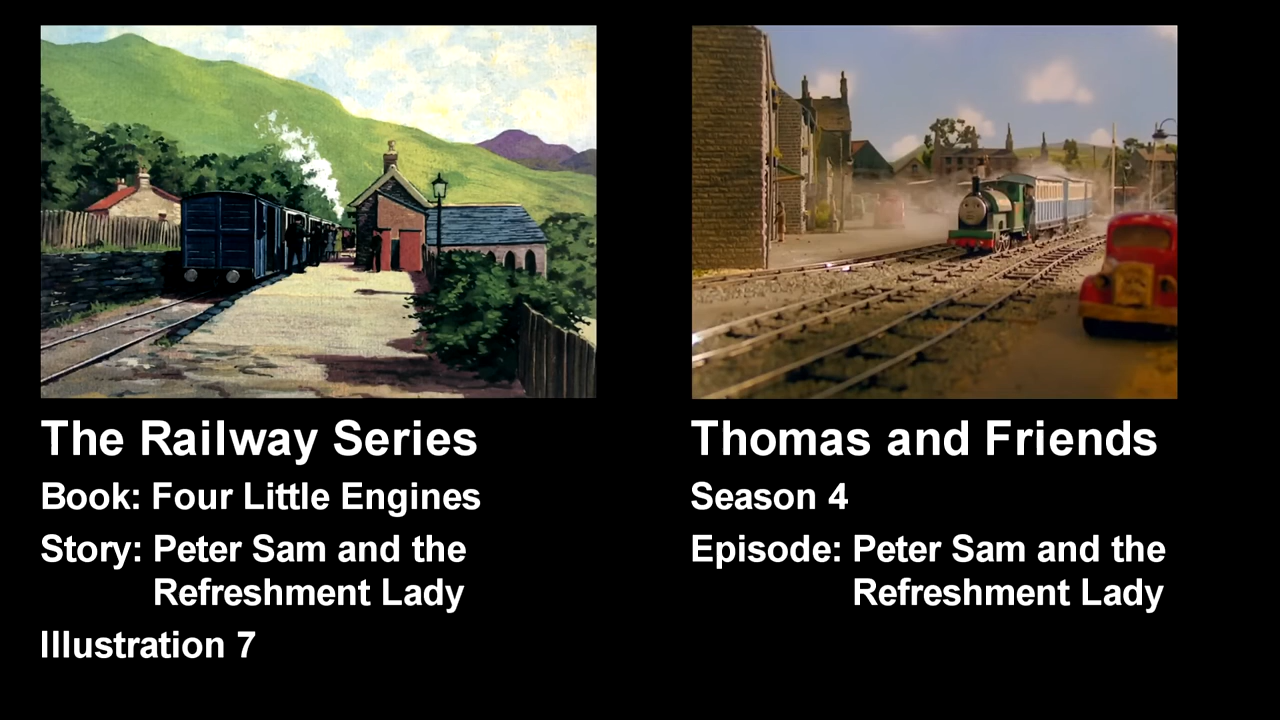 The Railway Series
Book: Four Little Engines
Story: Peter Sam and the
Refreshment Lady
Illustration 7
Thomas and Friends
Season 4
Episode: Peter Sam and the
Refreshment Lady